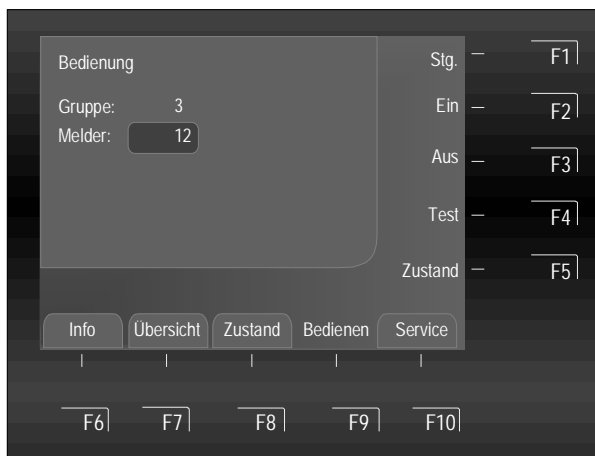 Bedienung
Gruppe: 3
Melder: 12
Stg. F1
Ein F2
Aus F3
Test F4
Zustand F5
Info Übersicht Zustand Bedienen Service
F6 F7 F8 F9 F10